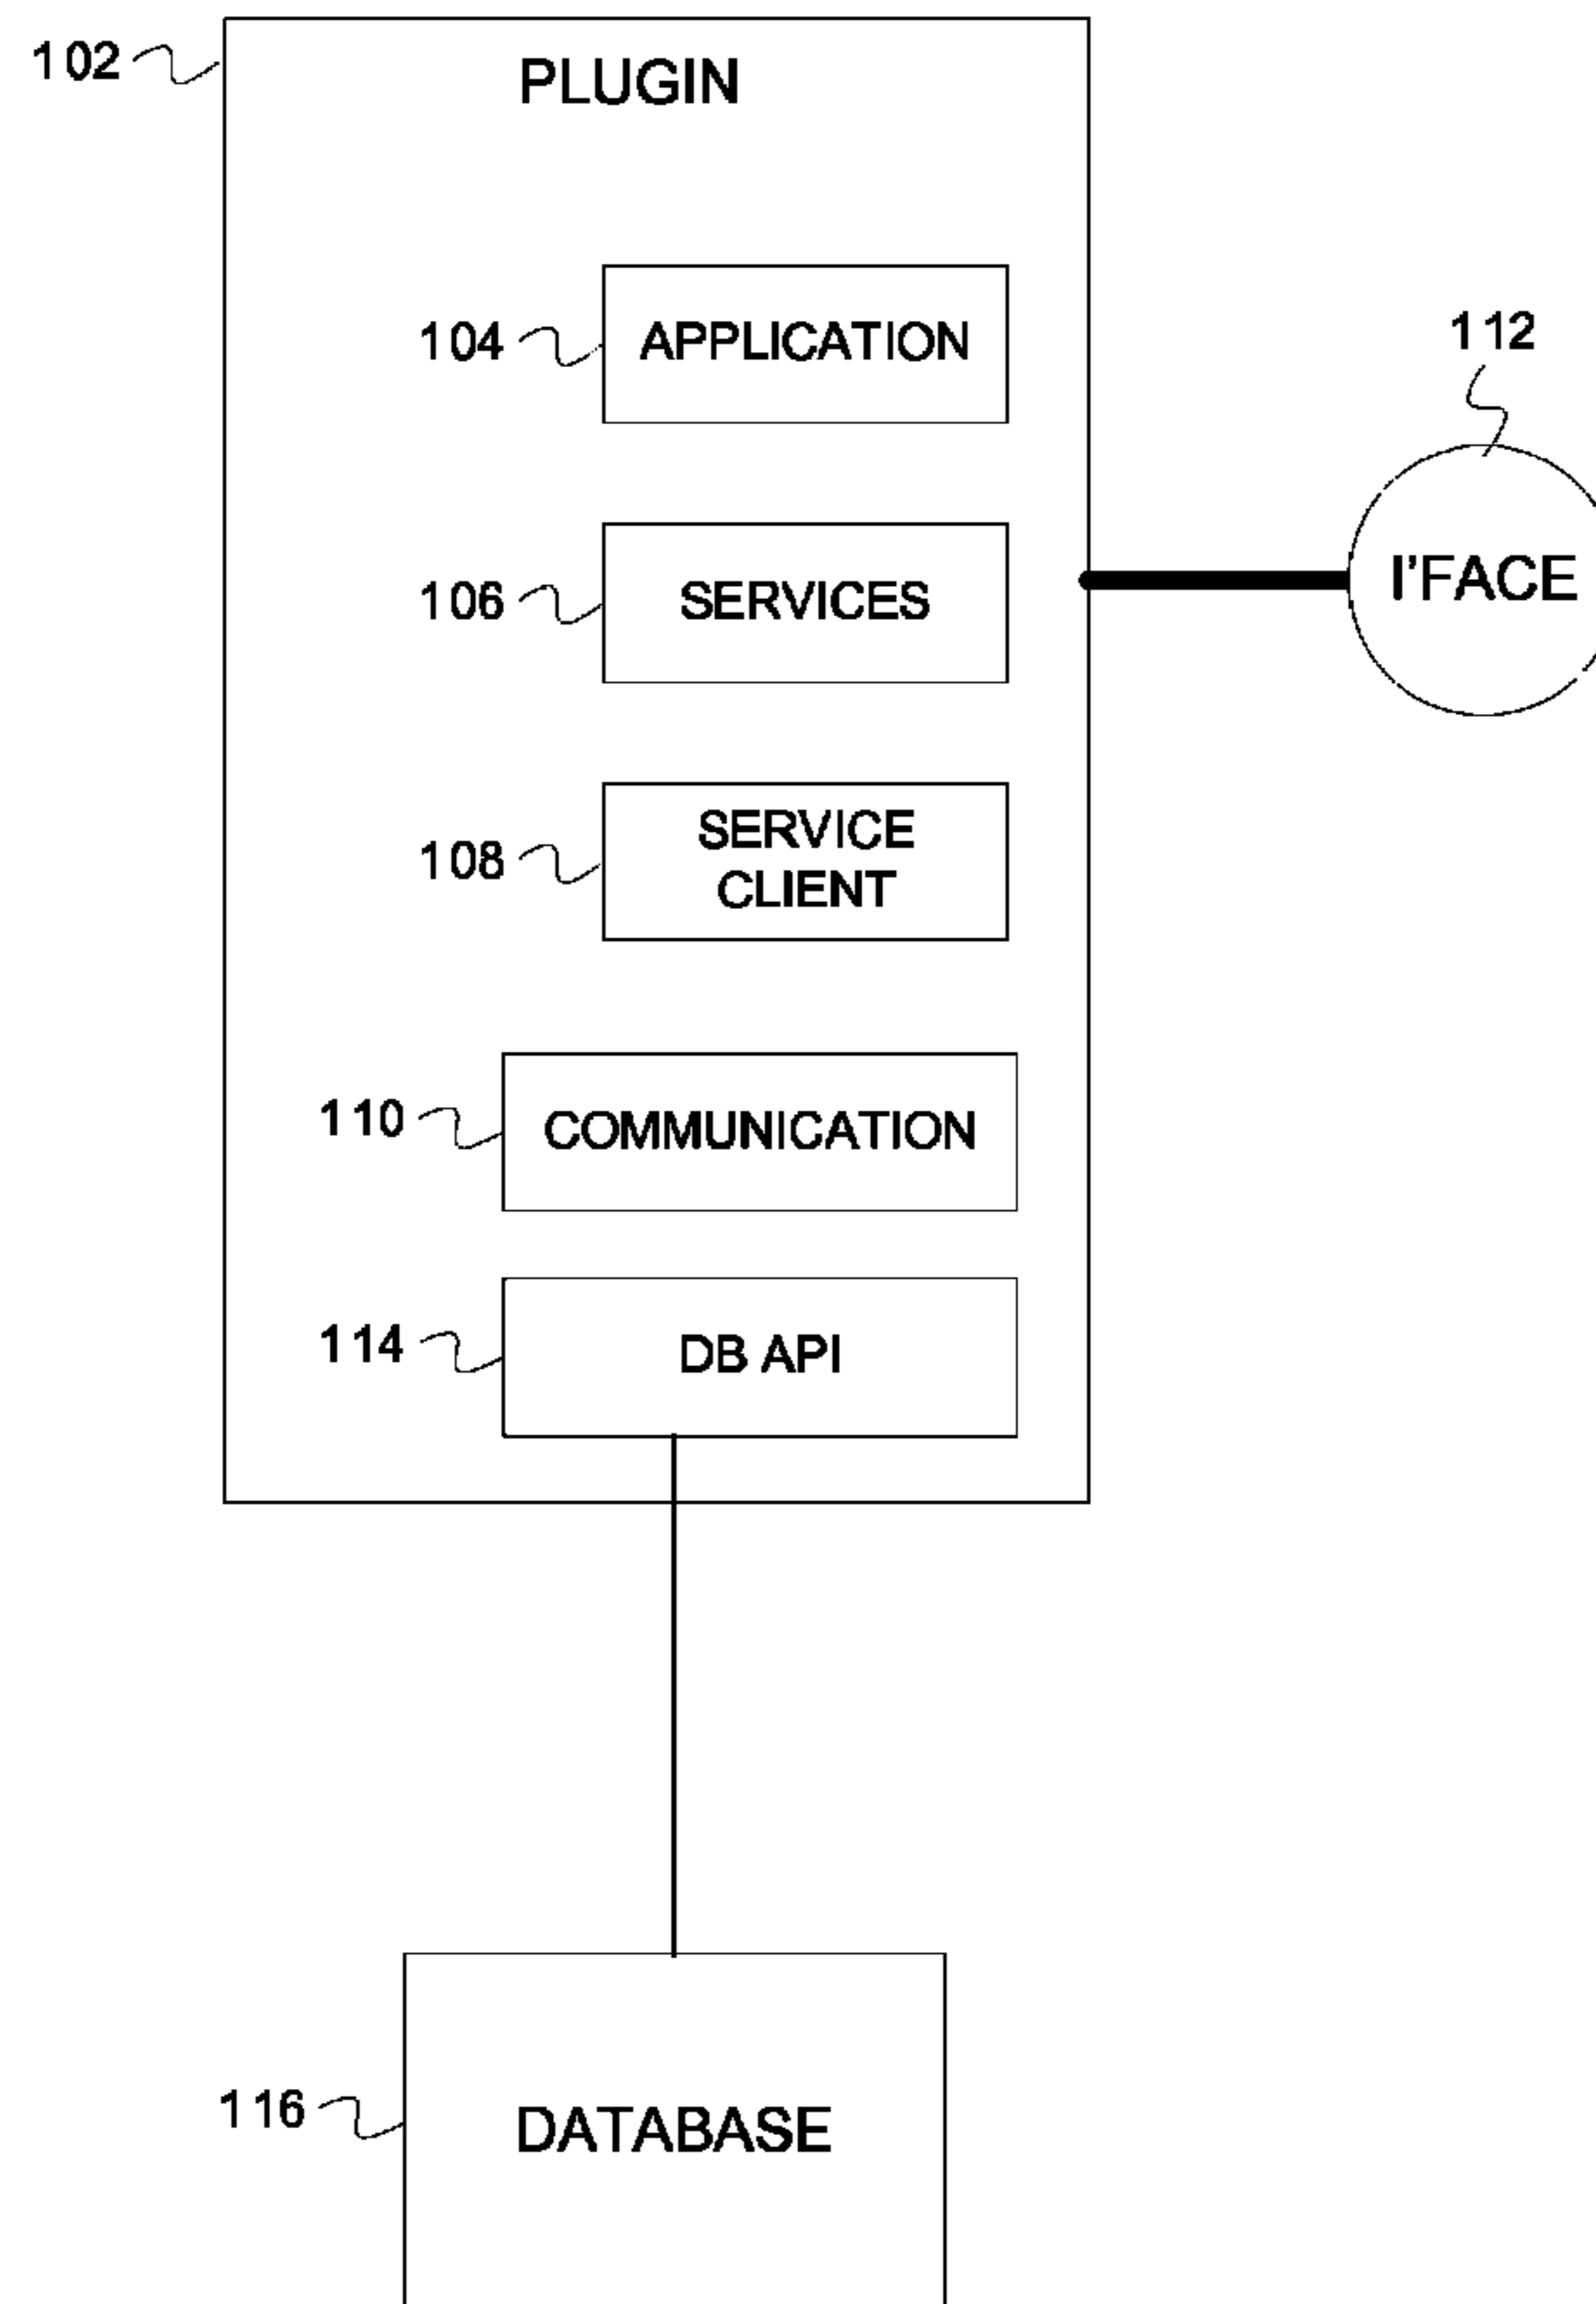 102
PLUGIN
104
APPLICATION
112
I'FACE
106
SERVICES
108
SERVICE
CLIENT
110
COMMUNICATION
114
DB API
116
DATABASE